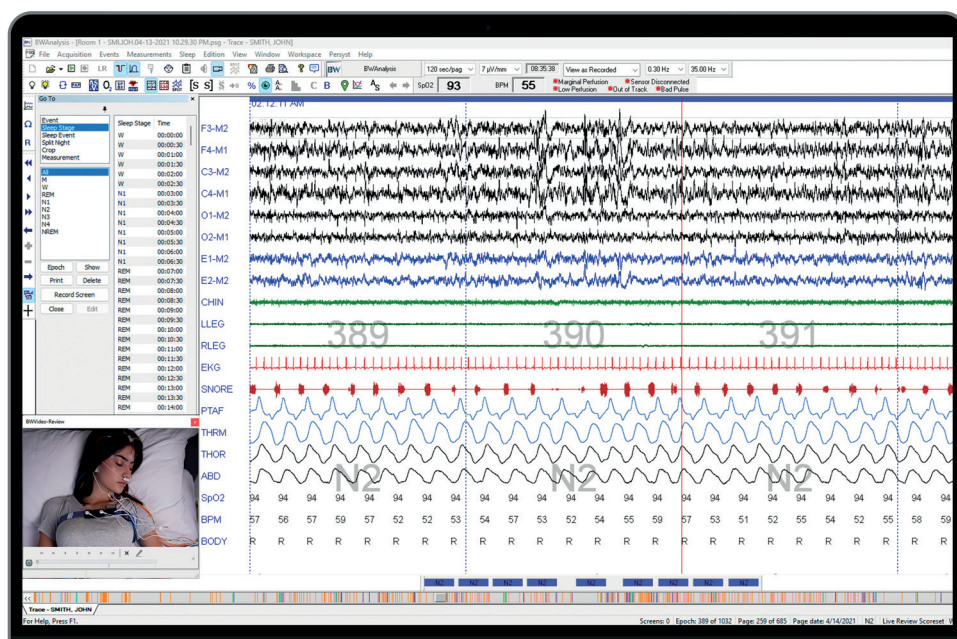 BWAnalysis - [Room 1 - SMIJOH.04-13-2021 10.29.30 PM.psg - Trace - SMITH, JOHN]
File Acquisition Events Measurements Sleep Edition View Window Workspace Persyst Help
LR BW BWAnalysis 120 sec/pag 7 µV/mm 08:35:38 View as Recorded 0.30 Hz 35.00 Hz
O₂ [S S] % C B SpO2 93 BPM 55 Marginal Perfusion Sensor Disconnected
Low Perfusion Out of Track Bad Pulse
Go To
02:12:11 AM
Event
Sleep Stage
Sleep Event
Split Night
Crop
Measurement
All
M
W
REM
N1
N2
N3
N4
NREM
Epoch Show
Print Delete
Record Screen
Close Edit
Sleep Stage Time
W 00:00:00
W 00:00:30
W 00:01:00
W 00:01:30
W 00:02:00
W 00:02:30
N1 00:03:00
N1 00:03:30
N1 00:04:00
N1 00:04:30
N1 00:05:00
N1 00:05:30
N1 00:06:00
N1 00:06:30
REM 00:07:00
REM 00:07:30
REM 00:08:00
REM 00:08:30
REM 00:09:00
REM 00:09:30
REM 00:10:00
REM 00:10:30
REM 00:11:00
REM 00:11:30
REM 00:12:00
REM 00:12:30
REM 00:13:00
REM 00:13:30
REM 00:14:00
F3-M2
F4-M1
C3-M2
C4-M1
O1-M2
O2-M1
E1-M2
E2-M2
CHIN
LLEG
389 390 391
RLEG
EKG
SNORE
PTAF
THRM
THOR
ABD
N2 N2 N2
SpO2 94 94 94 94 94 94 94 94 94 94 94 94 94 94 94 94 94 94 94 94 94 94 94 94 94
BPM 57 56 57 59 57 52 52 53 54 57 53 52 54 55 59 57 53 51 52 55 54 52 55 58 59
BODY R R R R R R R R R R R R R R R R R R R R R R R R R
BWVideo-Review
N2 N2 N2 N2 N2 N2 N2 N2 N2
Trace - SMITH, JOHN
For Help, Press F1. Screens: 0 Epoch: 389 of 1032 Page: 259 of 685 Page date: 4/14/2021 N2 Live Review Scoreset